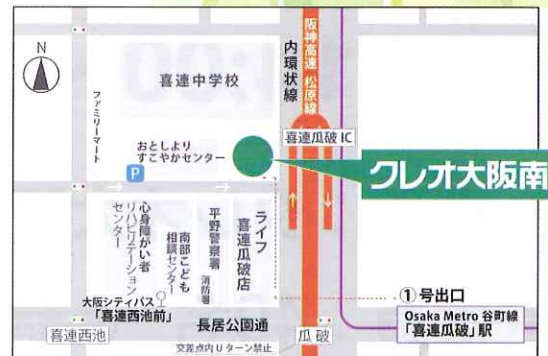 N
喜連中学校
内環状線
阪神高速 松原線
ファミリーマート
おとしより
すこやかセンター
喜連瓜破 IC
P
クレオ大阪南
心身障がい者
リハビリテーション
センター
南部こども
相談センター
平野警察署
消防署
ライフ
喜連瓜破店
大阪シティバス
「喜連西池前」
①号出口
長居公園通
Osaka Metro 谷町線
「喜連瓜破」駅
喜連西池
瓜破
交差点内Uターン禁止